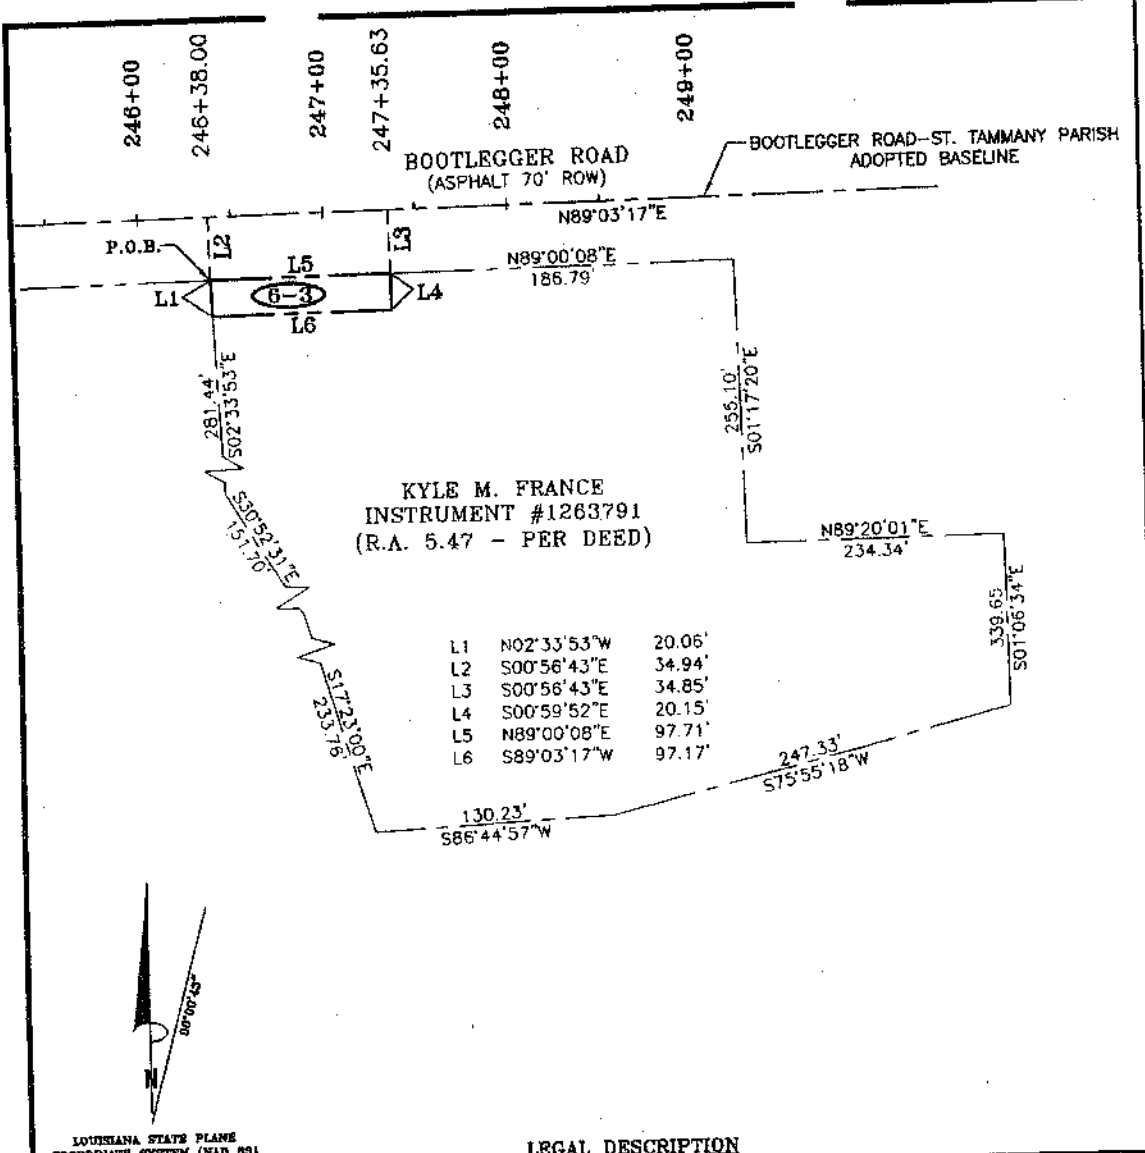 246+00
246+38.00
247+00
247+35.63
248+00
249+00
BOOTLEGGER ROAD
(ASPHALT 70' ROW)
BOOTLEGGER ROAD-ST. TAMMANY PARISH
ADOPTED BASELINE
N89°03'17"E
P.O.B.
L2
L3
L5
N89°00'08"E
186.79'
L1
6-3
L4
L6
281.44'
S02°33'53"E
255.10'
S01°17'20"E
KYLE M. FRANCE
INSTRUMENT #1263791
(R.A. 5.47 - PER DEED)
S30°52'31"E
151.70'
N89°20'01"E
234.34'
339.65
S01°06'34"E
L1 N02°33'53"W 20.06'
L2 S00°56'43"E 34.94'
L3 S00°56'43"E 34.85'
L4 S00°59'52"E 20.15'
L5 N89°00'08"E 97.71'
L6 S89°03'17"W 97.17'
S17°23'00"E
233.76'
247.33'
S75°55'18"W
130.23'
S86°44'57"W
00°00'45"
N
LOUISIANA STATE PLANE
LEGAL DESCRIPTION